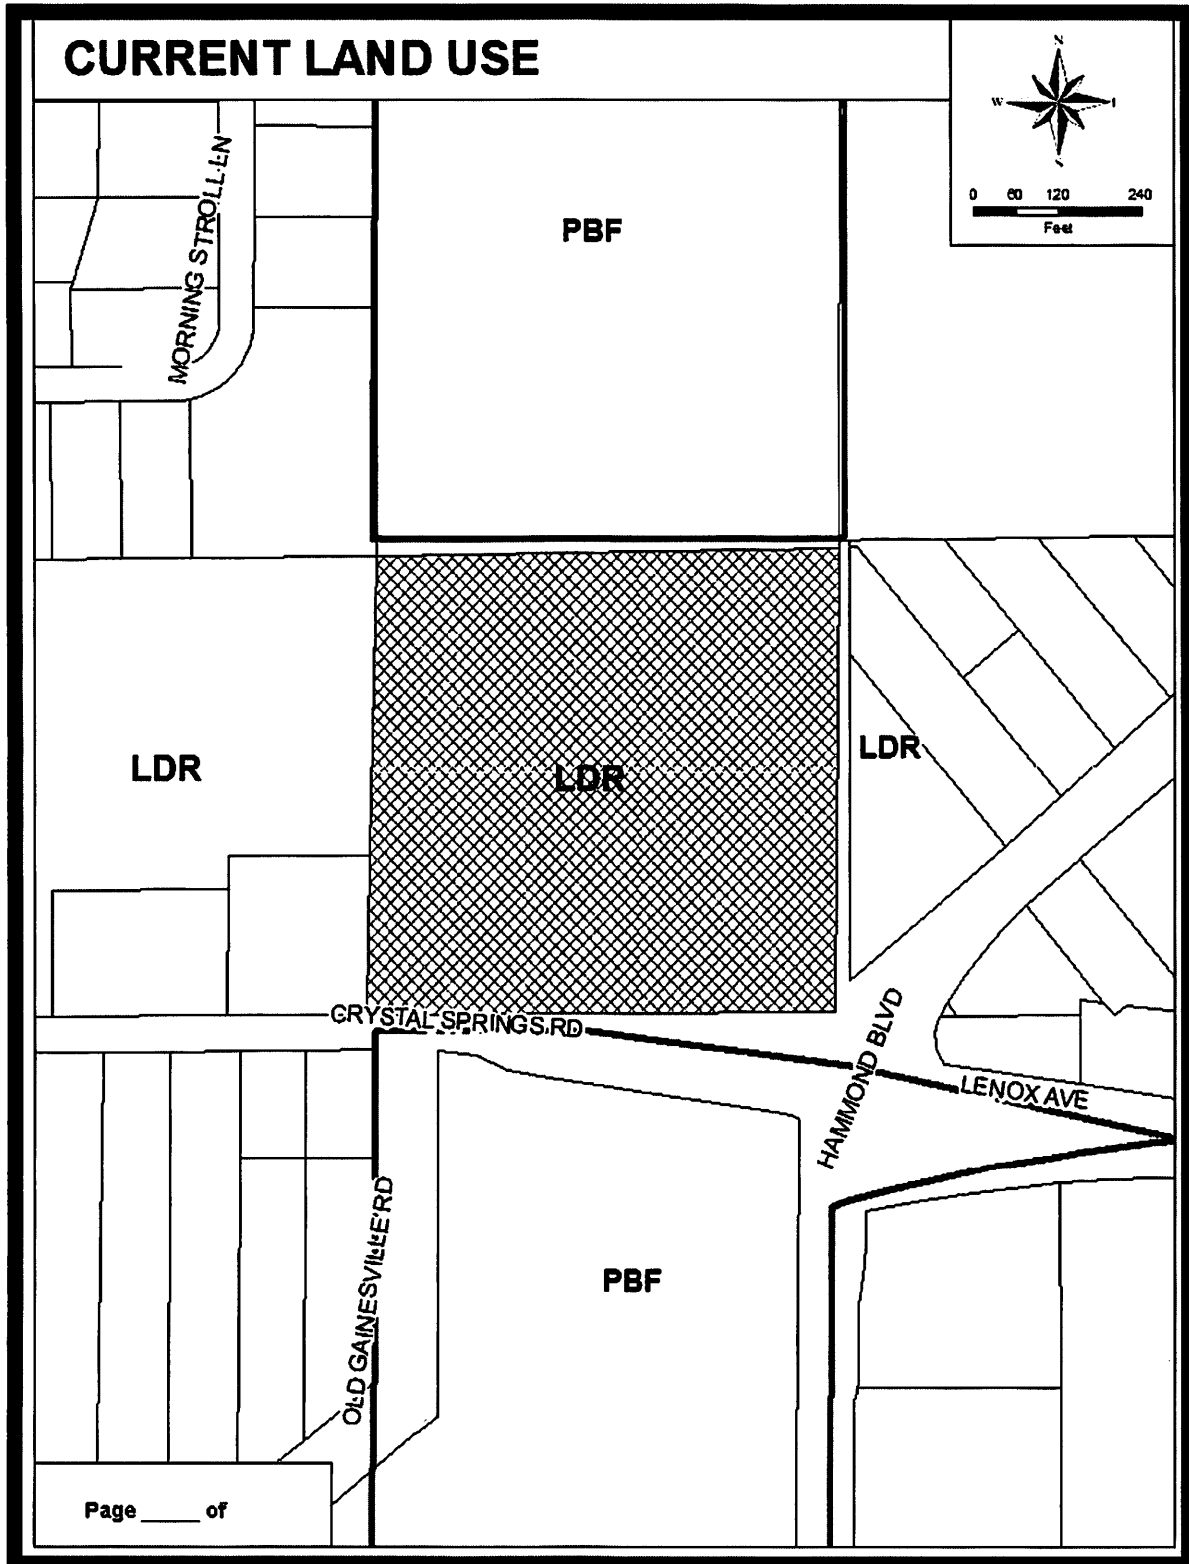 CURRENT LAND USE
N
W
0 60 120 240
Feet
MORNING STROLL LN
PBF
LDR
LDR
LDR
CRYSTAL SPRINGS RD
HAMMOND BLVD
LENOX AVE
OLD GAINESVILLE RD
PBF
Page _____ of